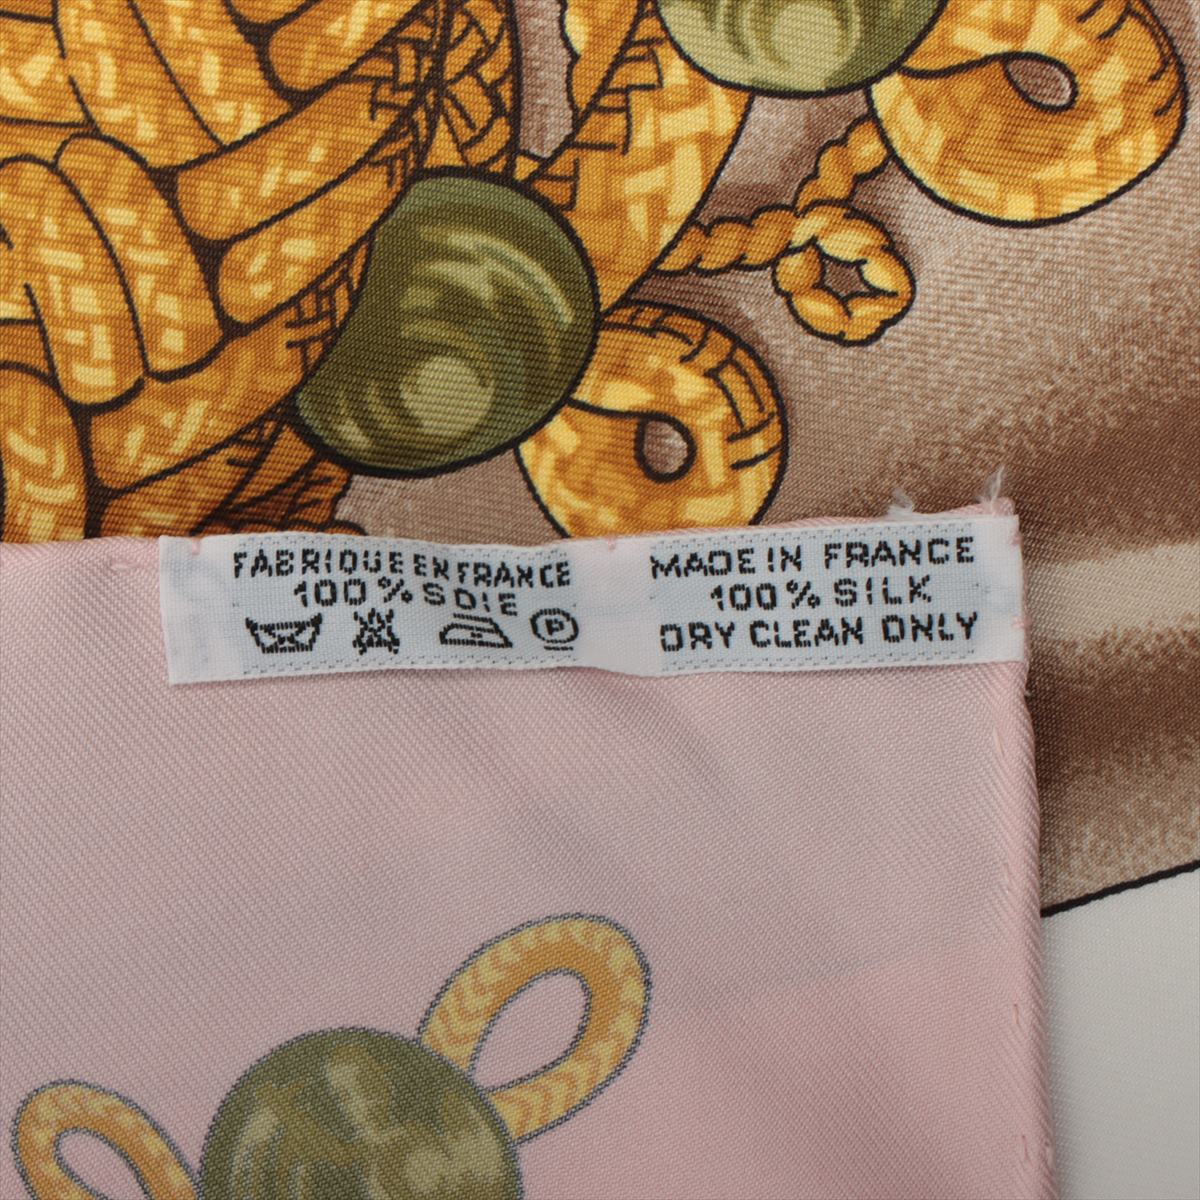 FABRIQUE EN FRANCE
100% SOIE
P
MADE IN FRANCE
100% SILK
DRY CLEAN ONLY